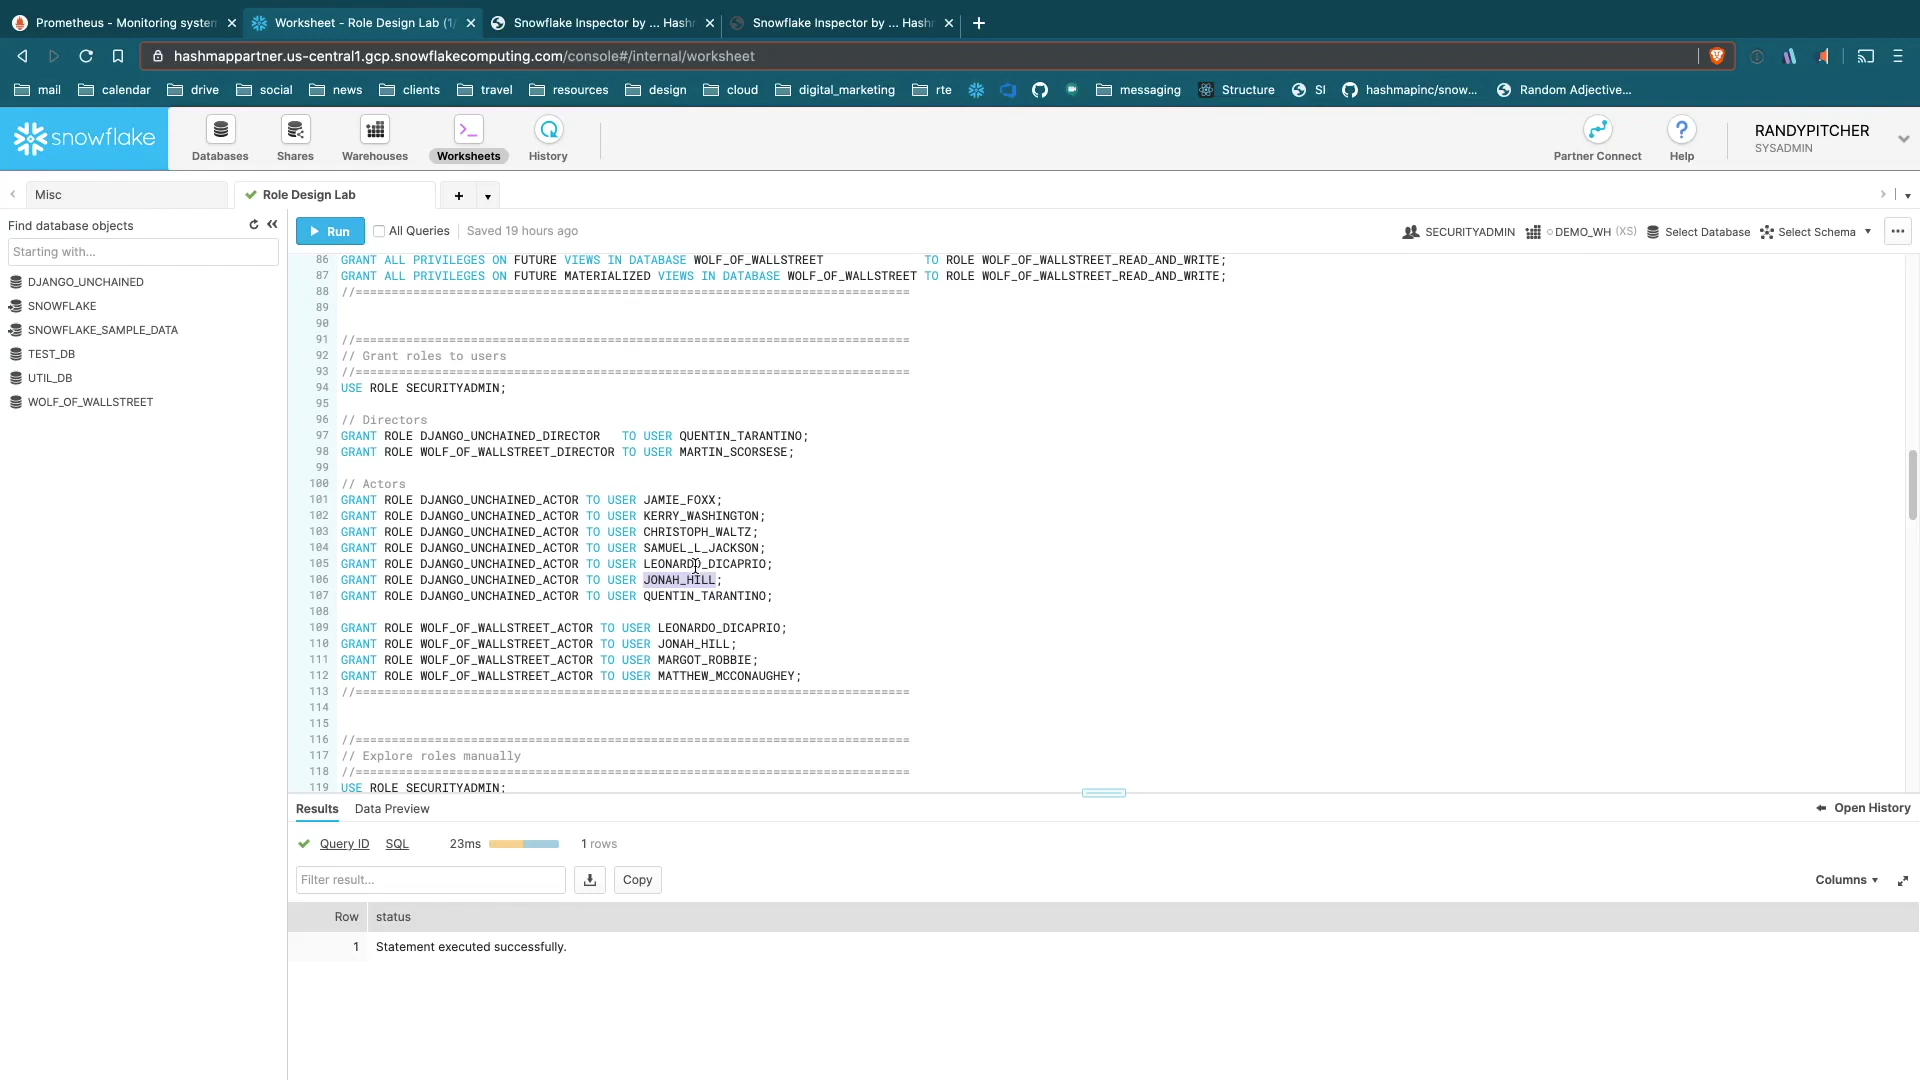 Prometheus - Monitoring system
Worksheet - Role Design Lab (1/
Snowflake Inspector by ... Hashm
Snowflake Inspector by ... Hashm
hashmappartner.us-central1.gcp.snowflakecomputing.com/console#/internal/worksheet
mail calendar drive social news clients travel resources design cloud digital_marketing rte messaging Structure SI hashmapinc/snow... Random Adjective...
snowflake
Databases Shares Warehouses Worksheets History Partner Connect Help
RANDYPITCHER
SYSADMIN
Misc Role Design Lab
Find database objects
Starting with...
DJANGO_UNCHAINED
SNOWFLAKE
SNOWFLAKE_SAMPLE_DATA
TEST_DB
UTIL_DB
WOLF_OF_WALLSTREET
Run All Queries Saved 19 hours ago SECURITYADMIN DEMO_WH (XS) Select Database Select Schema
86 GRANT ALL PRIVILEGES ON FUTURE VIEWS IN DATABASE WOLF_OF_WALLSTREET TO ROLE WOLF_OF_WALLSTREET_READ_AND_WRITE;
87 GRANT ALL PRIVILEGES ON FUTURE MATERIALIZED VIEWS IN DATABASE WOLF_OF_WALLSTREET TO ROLE WOLF_OF_WALLSTREET_READ_AND_WRITE;
88 //=============================================================================
89
90
91 //=============================================================================
92 // Grant roles to users
93 //=============================================================================
94 USE ROLE SECURITYADMIN;
95
96 // Directors
97 GRANT ROLE DJANGO_UNCHAINED_DIRECTOR TO USER QUENTIN_TARANTINO;
98 GRANT ROLE WOLF_OF_WALLSTREET_DIRECTOR TO USER MARTIN_SCORSESE;
99
100 // Actors
101 GRANT ROLE DJANGO_UNCHAINED_ACTOR TO USER JAMIE_FOXX;
102 GRANT ROLE DJANGO_UNCHAINED_ACTOR TO USER KERRY_WASHINGTON;
103 GRANT ROLE DJANGO_UNCHAINED_ACTOR TO USER CHRISTOPH_WALTZ;
104 GRANT ROLE DJANGO_UNCHAINED_ACTOR TO USER SAMUEL_L_JACKSON;
105 GRANT ROLE DJANGO_UNCHAINED_ACTOR TO USER LEONARDO_DICAPRIO;
106 GRANT ROLE DJANGO_UNCHAINED_ACTOR TO USER JONAH_HILL;
107 GRANT ROLE DJANGO_UNCHAINED_ACTOR TO USER QUENTIN_TARANTINO;
108
109 GRANT ROLE WOLF_OF_WALLSTREET_ACTOR TO USER LEONARDO_DICAPRIO;
110 GRANT ROLE WOLF_OF_WALLSTREET_ACTOR TO USER JONAH_HILL;
111 GRANT ROLE WOLF_OF_WALLSTREET_ACTOR TO USER MARGOT_ROBBIE;
112 GRANT ROLE WOLF_OF_WALLSTREET_ACTOR TO USER MATTHEW_MCCONAUGHEY;
113 //=============================================================================
114
115
116 //=============================================================================
117 // Explore roles manually
118 //=============================================================================
119 USE ROLE SECURITYADMIN;
Results Data Preview Open History
Query ID SQL 23ms 1 rows
Filter result... Copy Columns
Row status
1 Statement executed successfully.